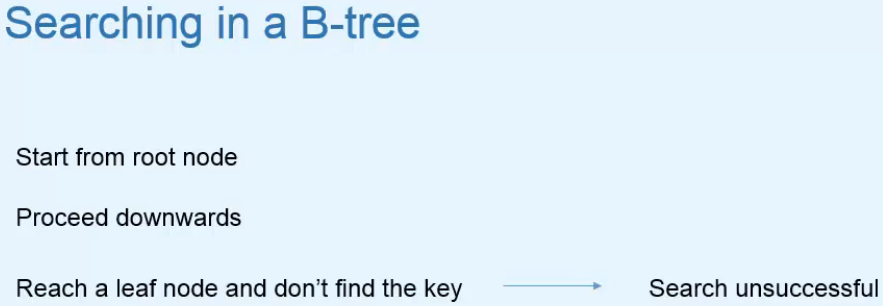 Searching in a B-tree
Start from root node
Proceed downwards
Reach a leaf node and don't find the key Search unsuccessful